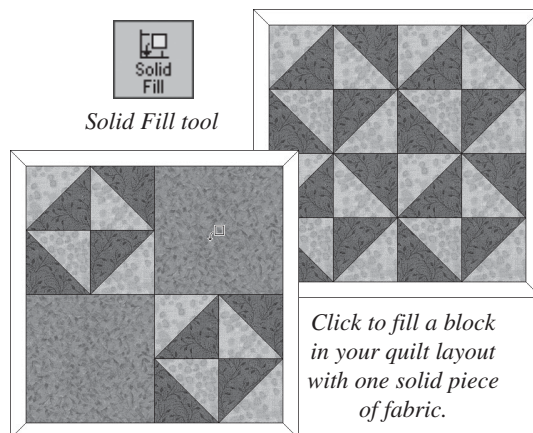 Solid
Fill
Solid Fill tool
Click to fill a block
in your quilt layout
with one solid piece
of fabric.